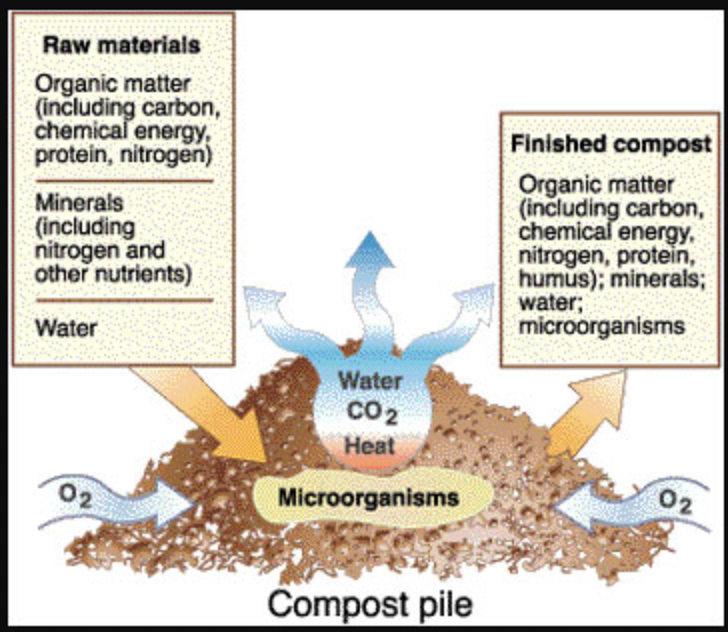 Raw materials
Organic matter
(including carbon,
chemical energy,
protein, nitrogen)
Minerals
(including
nitrogen and
other nutrients)
Water
Finished compost
Organic matter
(including carbon,
chemical energy,
nitrogen, protein,
humus); minerals;
water;
microorganisms
Water
CO₂
Heat
O₂
Microorganisms
O₂
Compost pile